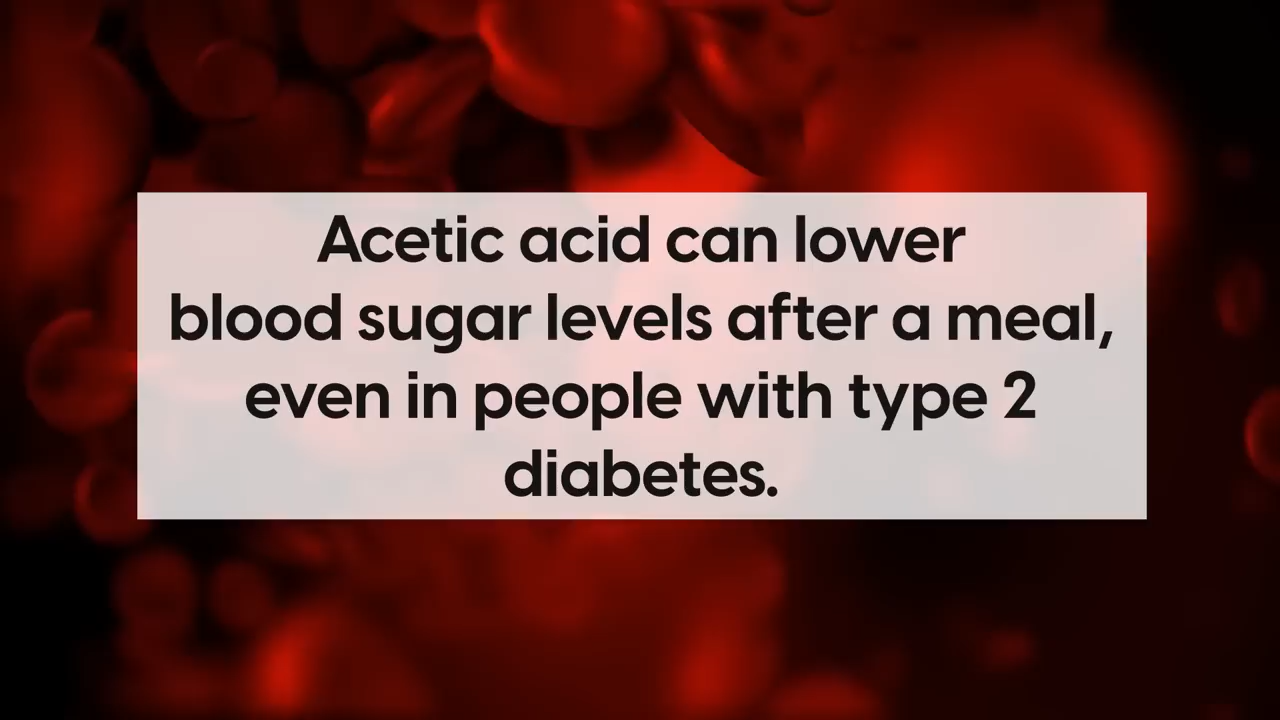 Acetic acid can lower
blood sugar levels after a meal,
even in people with type 2
diabetes.